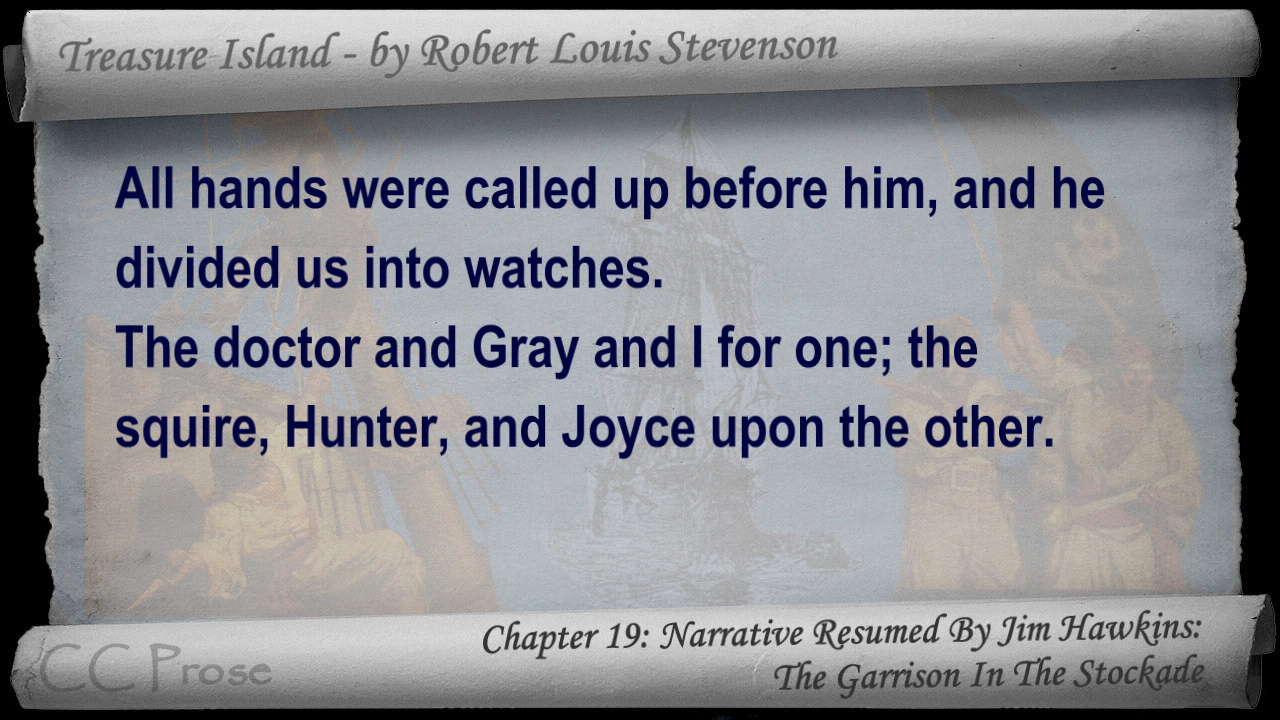 Treasure Island - by Robert Louis Stevenson
All hands were called up before him, and he
divided us into watches.
The doctor and Gray and I for one; the
squire, Hunter, and Joyce upon the other.
Chapter 19: Narrative Resumed By Jim Hawkins:
The Garrison In The Stockade
CC Prose